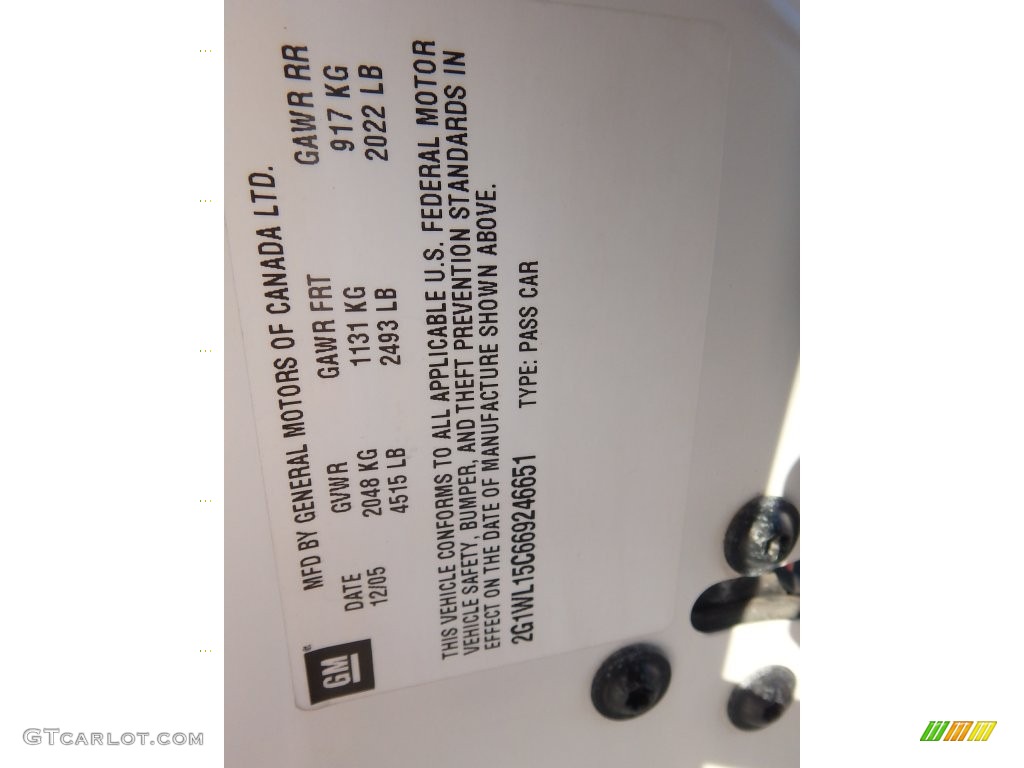 MFD BY GENERAL MOTORS OF CANADA LTD.
DATE GVWR GAWR FRT GAWR RR
12/05 2048 KG 1131 KG 917 KG
4515 LB 2493 LB 2022 LB
GM
THIS VEHICLE CONFORMS TO ALL APPLICABLE U.S. FEDERAL MOTOR
VEHICLE SAFETY, BUMPER, AND THEFT PREVENTION STANDARDS IN
EFFECT ON THE DATE OF MANUFACTURE SHOWN ABOVE.
2G1WL15C669246651 TYPE: PASS CAR
GTCARLOT.COM